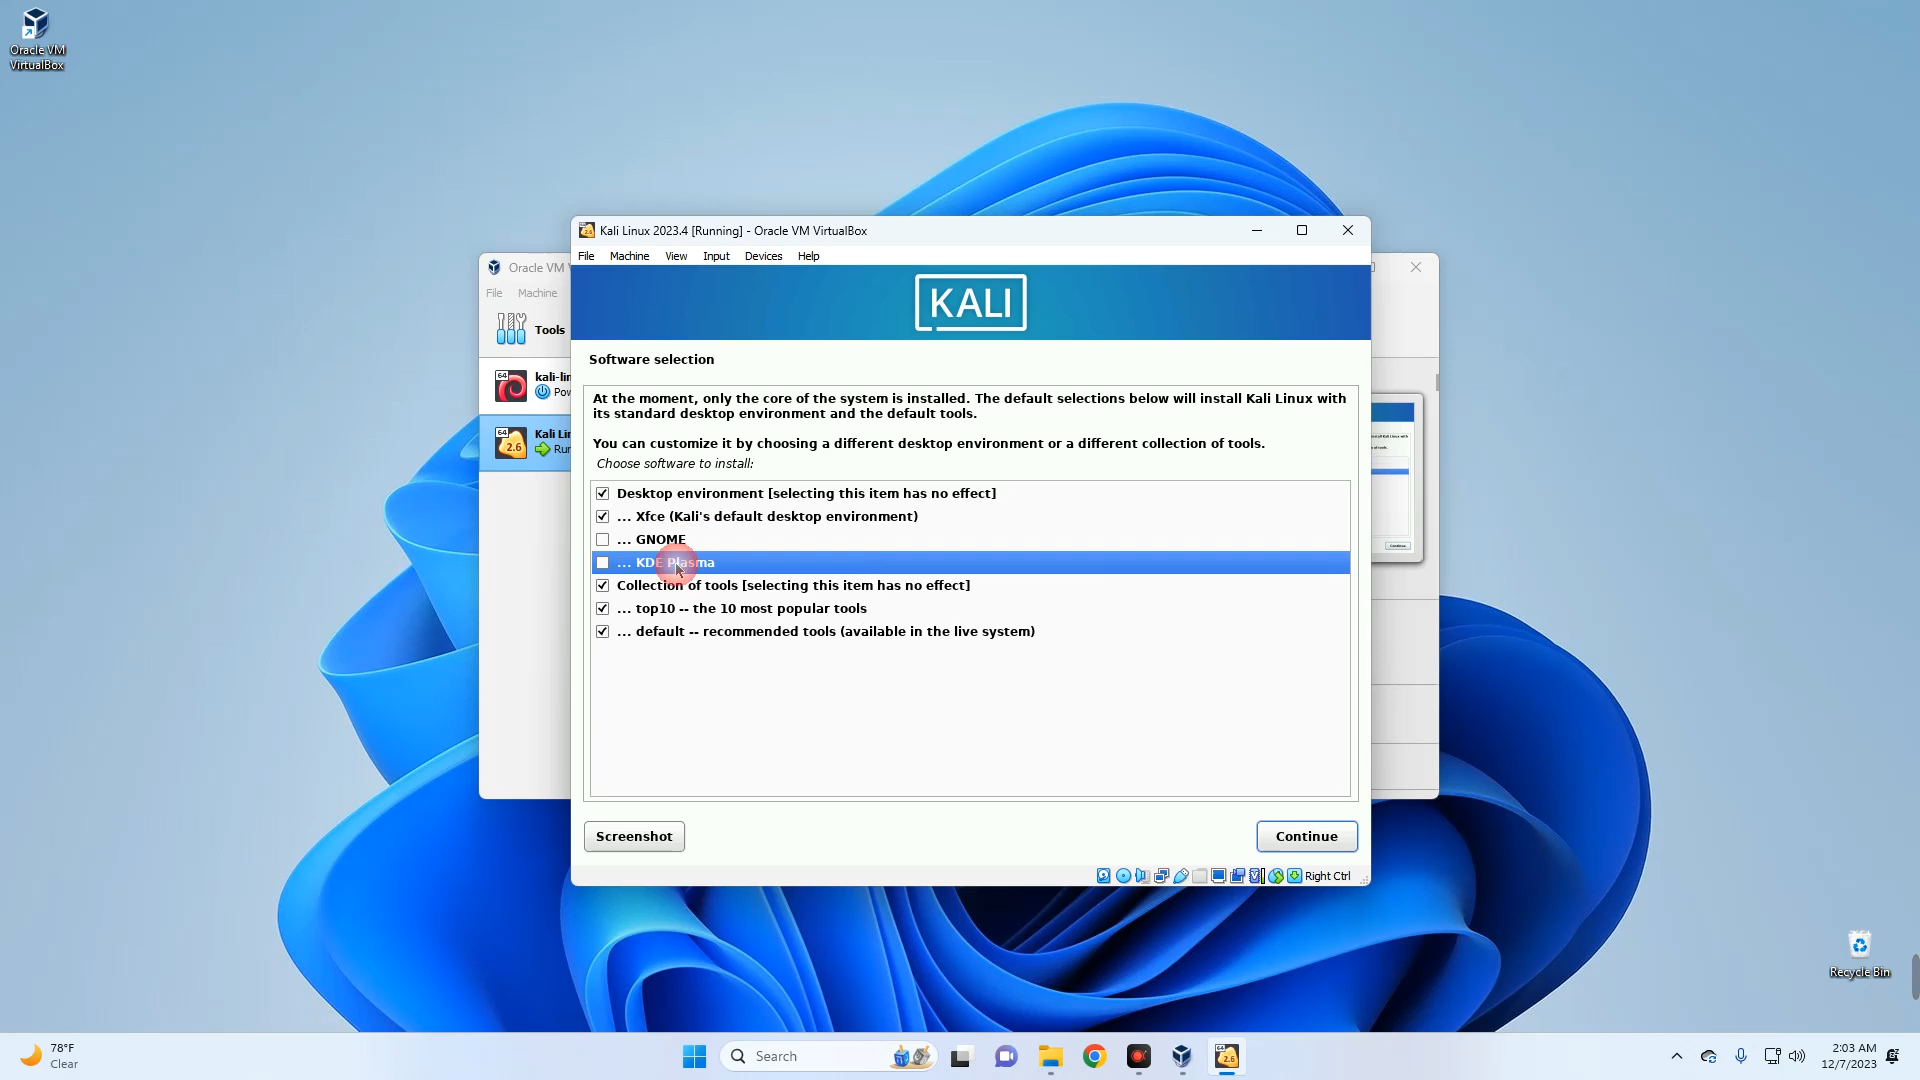 Oracle VM
VirtualBox
Kali Linux 2023.4 [Running] - Oracle VM VirtualBox
File Machine View Input Devices Help
Oracle VM
File Machine
Tools
64
kali-lin
Pow
64
2.6
Kali Lin
Run
KALI
Software selection
At the moment, only the core of the system is installed. The default selections below will install Kali Linux with
its standard desktop environment and the default tools.
You can customize it by choosing a different desktop environment or a different collection of tools.
Choose software to install:
Desktop environment [selecting this item has no effect]
... Xfce (Kali's default desktop environment)
... GNOME
... KDE Plasma
Collection of tools [selecting this item has no effect]
... top10 -- the 10 most popular tools
... default -- recommended tools (available in the live system)
Screenshot
Continue
Right Ctrl
Recycle Bin
78°F
Clear
Search
2:03 AM
12/7/2023